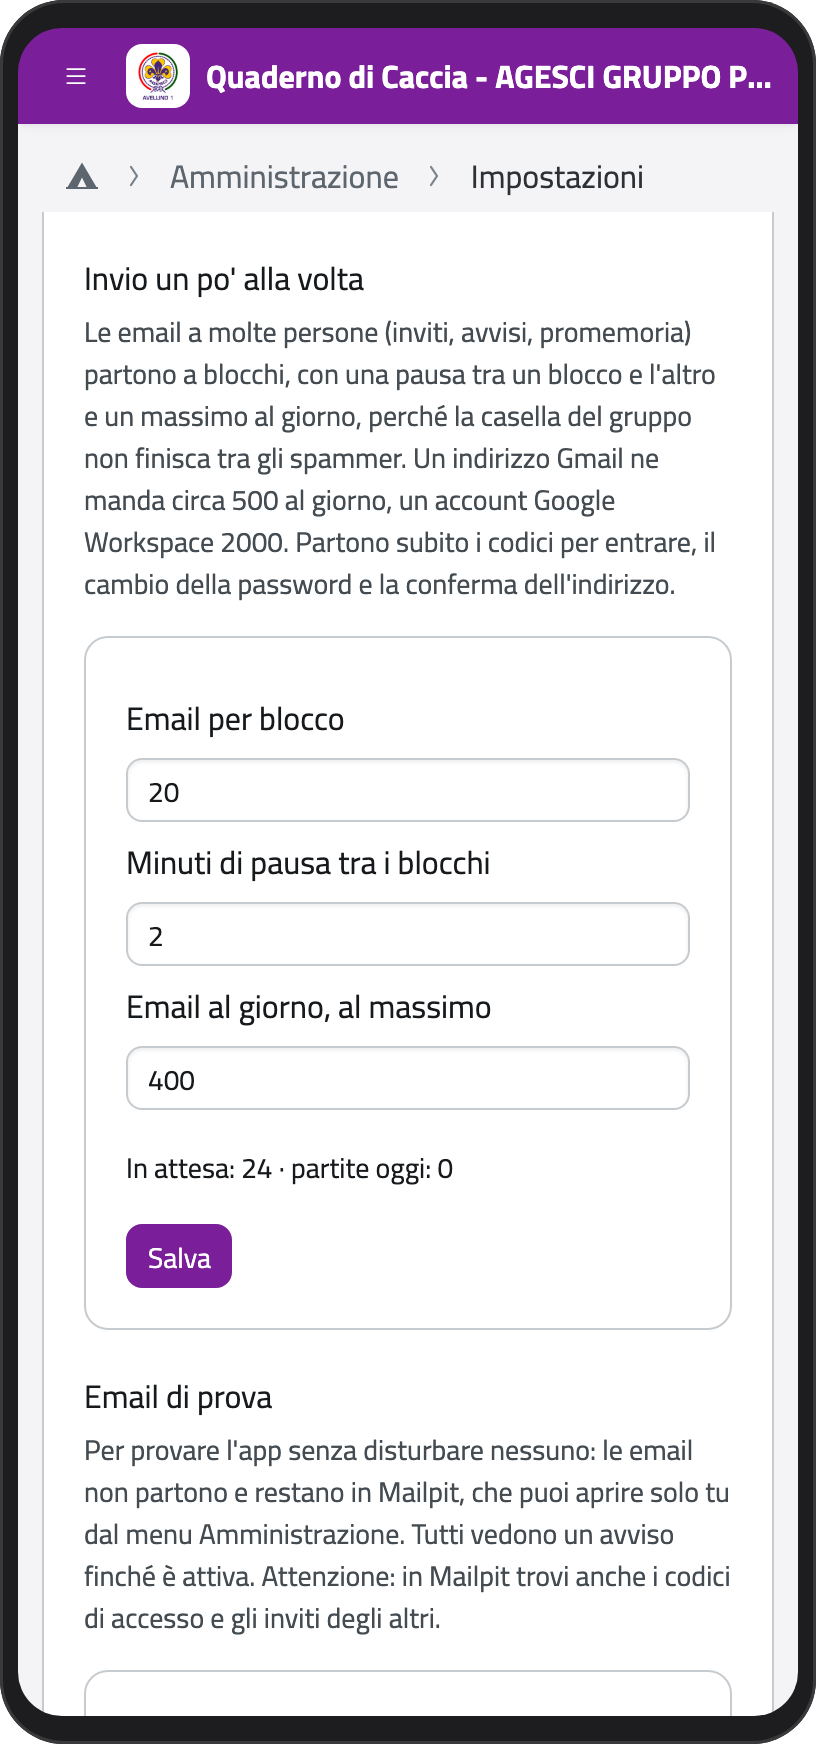 AVELLINO 1
Quaderno di Caccia - AGESCI GRUPPO P...
Amministrazione
Impostazioni
Invio un po' alla volta
Le email a molte persone (inviti, avvisi, promemoria)
partono a blocchi, con una pausa tra un blocco e l'altro
e un massimo al giorno, perché la casella del gruppo
non finisca tra gli spammer. Un indirizzo Gmail ne
manda circa 500 al giorno, un account Google
Workspace 2000. Partono subito i codici per entrare, il
cambio della password e la conferma dell'indirizzo.
Email per blocco
20
Minuti di pausa tra i blocchi
2
Email al giorno, al massimo
400
In attesa: 24 · partite oggi: 0
Salva
Email di prova
Per provare l'app senza disturbare nessuno: le email
non partono e restano in Mailpit, che puoi aprire solo tu
dal menu Amministrazione. Tutti vedono un avviso
finché è attiva. Attenzione: in Mailpit trovi anche i codici
di accesso e gli inviti degli altri.